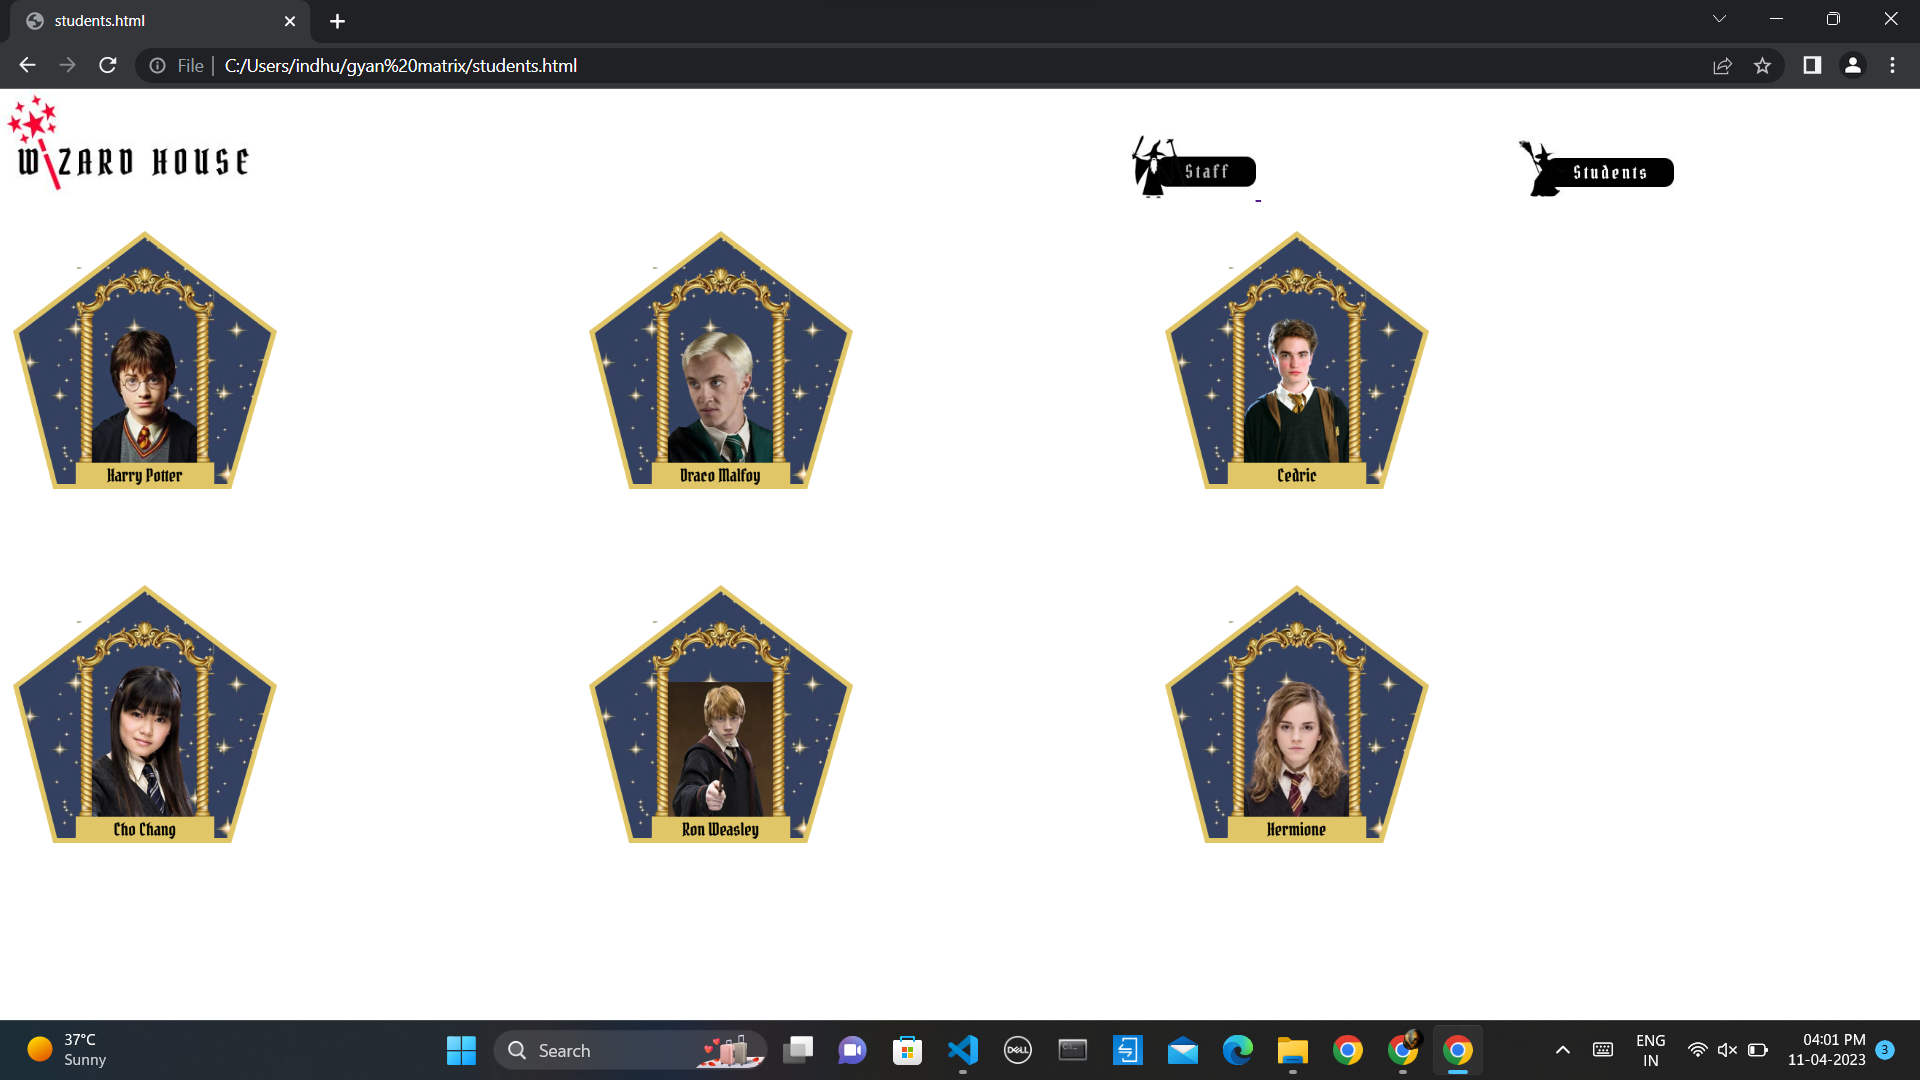 students.html
File
C:/Users/indhu/gyan%20matrix/students.html
WIZARD HOUSE
Staff
Students
Harry Potter
Draco Malfoy
Cedric
Cho Chang
Ron Weasley
Hermione
37°C
Sunny
Search
DELL
ENG
IN
04:01 PM
11-04-2023
3